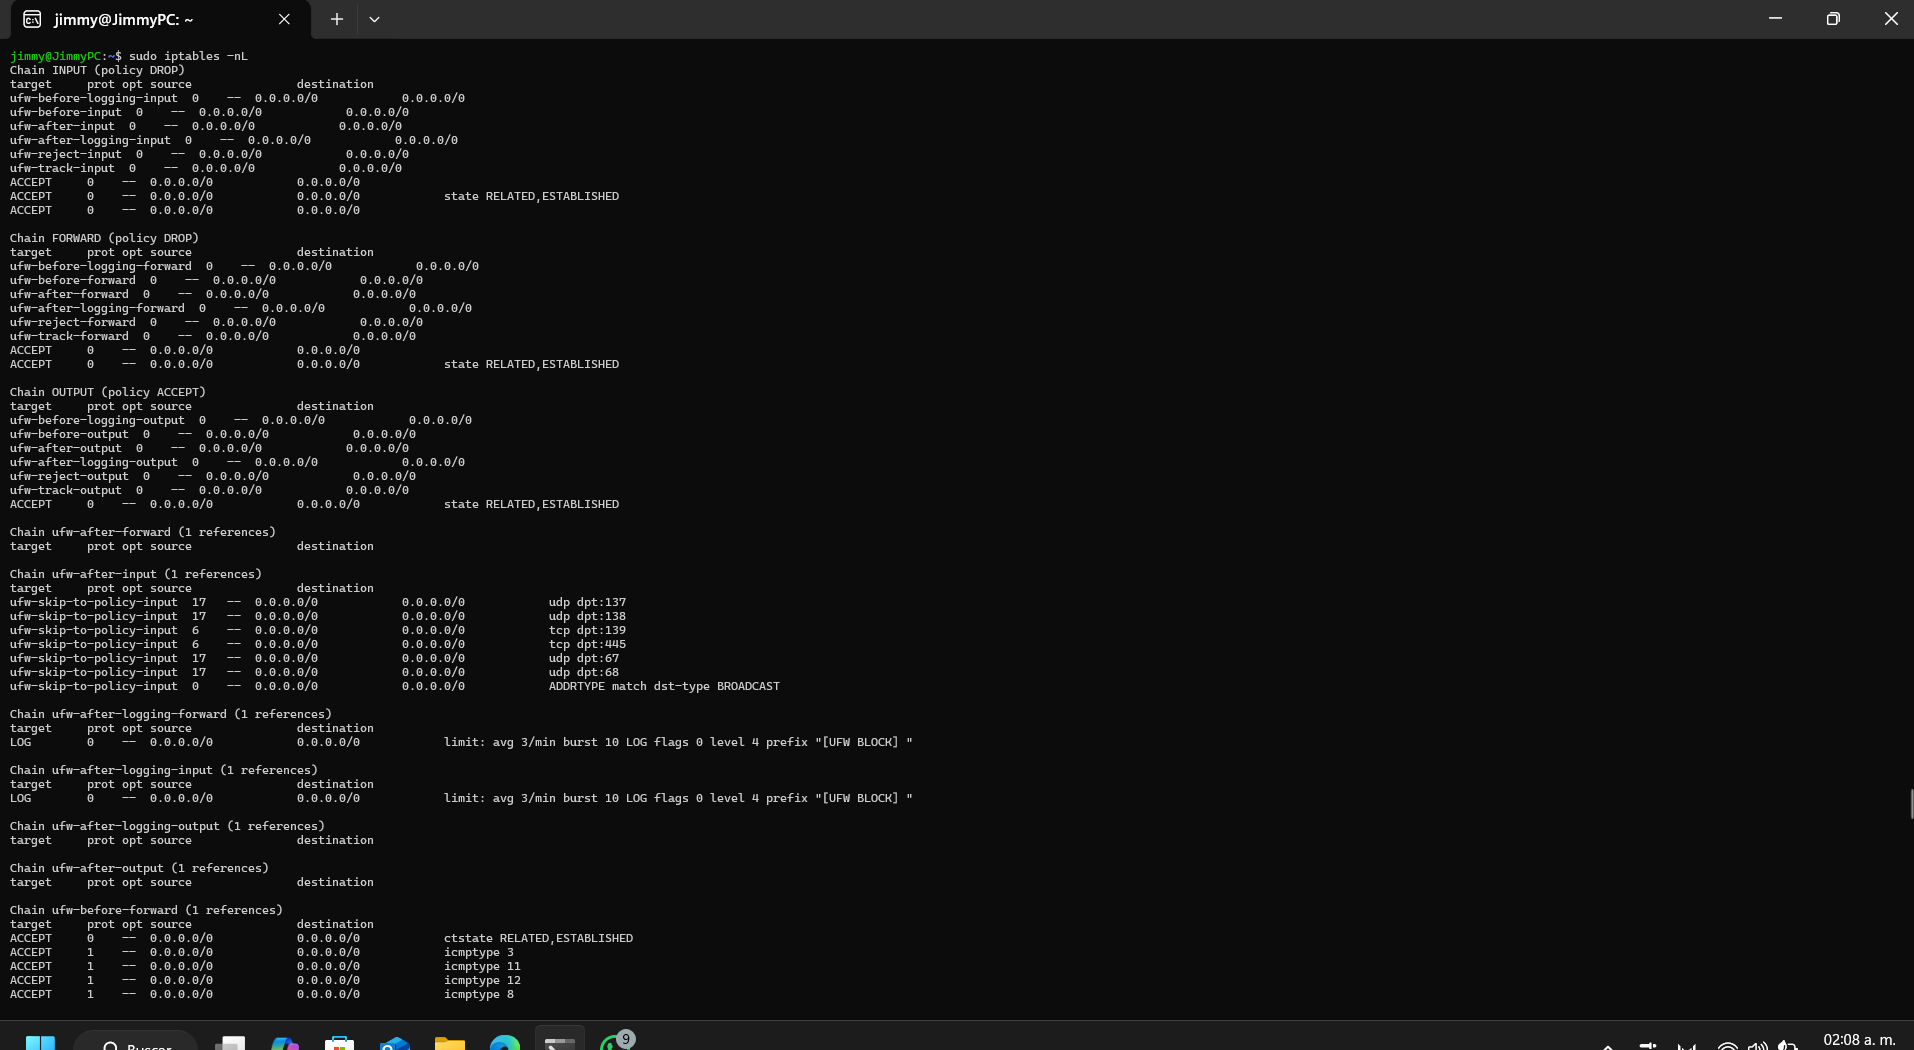 jimmy@JimmyPC: ~
jimmy@JimmyPC:~$ sudo iptables -nL
Chain INPUT (policy DROP)
target     prot opt source               destination
ufw-before-logging-input  0    --  0.0.0.0/0            0.0.0.0/0
ufw-before-input  0    --  0.0.0.0/0            0.0.0.0/0
ufw-after-input  0    --  0.0.0.0/0            0.0.0.0/0
ufw-after-logging-input  0    --  0.0.0.0/0            0.0.0.0/0
ufw-reject-input  0    --  0.0.0.0/0            0.0.0.0/0
ufw-track-input  0    --  0.0.0.0/0            0.0.0.0/0
ACCEPT     0    --  0.0.0.0/0            0.0.0.0/0
ACCEPT     0    --  0.0.0.0/0            0.0.0.0/0            state RELATED,ESTABLISHED
ACCEPT     0    --  0.0.0.0/0            0.0.0.0/0
Chain FORWARD (policy DROP)
target     prot opt source               destination
ufw-before-logging-forward  0    --  0.0.0.0/0            0.0.0.0/0
ufw-before-forward  0    --  0.0.0.0/0            0.0.0.0/0
ufw-after-forward  0    --  0.0.0.0/0            0.0.0.0/0
ufw-after-logging-forward  0    --  0.0.0.0/0            0.0.0.0/0
ufw-reject-forward  0    --  0.0.0.0/0            0.0.0.0/0
ufw-track-forward  0    --  0.0.0.0/0            0.0.0.0/0
ACCEPT     0    --  0.0.0.0/0            0.0.0.0/0
ACCEPT     0    --  0.0.0.0/0            0.0.0.0/0            state RELATED,ESTABLISHED
Chain OUTPUT (policy ACCEPT)
target     prot opt source               destination
ufw-before-logging-output  0    --  0.0.0.0/0            0.0.0.0/0
ufw-before-output  0    --  0.0.0.0/0            0.0.0.0/0
ufw-after-output  0    --  0.0.0.0/0            0.0.0.0/0
ufw-after-logging-output  0    --  0.0.0.0/0            0.0.0.0/0
ufw-reject-output  0    --  0.0.0.0/0            0.0.0.0/0
ufw-track-output  0    --  0.0.0.0/0            0.0.0.0/0
ACCEPT     0    --  0.0.0.0/0            0.0.0.0/0            state RELATED,ESTABLISHED
Chain ufw-after-forward (1 references)
target     prot opt source               destination
Chain ufw-after-input (1 references)
target     prot opt source               destination
ufw-skip-to-policy-input  17   --  0.0.0.0/0            0.0.0.0/0            udp dpt:137
ufw-skip-to-policy-input  17   --  0.0.0.0/0            0.0.0.0/0            udp dpt:138
ufw-skip-to-policy-input  6    --  0.0.0.0/0            0.0.0.0/0            tcp dpt:139
ufw-skip-to-policy-input  6    --  0.0.0.0/0            0.0.0.0/0            tcp dpt:445
ufw-skip-to-policy-input  17   --  0.0.0.0/0            0.0.0.0/0            udp dpt:67
ufw-skip-to-policy-input  17   --  0.0.0.0/0            0.0.0.0/0            udp dpt:68
ufw-skip-to-policy-input  0    --  0.0.0.0/0            0.0.0.0/0            ADDRTYPE match dst-type BROADCAST
Chain ufw-after-logging-forward (1 references)
target     prot opt source               destination
LOG        0    --  0.0.0.0/0            0.0.0.0/0            limit: avg 3/min burst 10 LOG flags 0 level 4 prefix "[UFW BLOCK] "
Chain ufw-after-logging-input (1 references)
target     prot opt source               destination
LOG        0    --  0.0.0.0/0            0.0.0.0/0            limit: avg 3/min burst 10 LOG flags 0 level 4 prefix "[UFW BLOCK] "
Chain ufw-after-logging-output (1 references)
target     prot opt source               destination
Chain ufw-after-output (1 references)
target     prot opt source               destination
Chain ufw-before-forward (1 references)
target     prot opt source               destination
ACCEPT     0    --  0.0.0.0/0            0.0.0.0/0            ctstate RELATED,ESTABLISHED
ACCEPT     1    --  0.0.0.0/0            0.0.0.0/0            icmptype 3
ACCEPT     1    --  0.0.0.0/0            0.0.0.0/0            icmptype 11
ACCEPT     1    --  0.0.0.0/0            0.0.0.0/0            icmptype 12
ACCEPT     1    --  0.0.0.0/0            0.0.0.0/0            icmptype 8
Buscar
9
02:08 a. m.